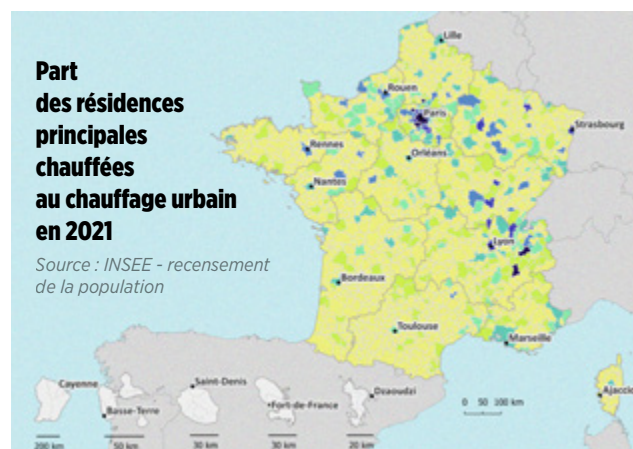 Part
des résidences
principales
chauffées
au chauffage urbain
en 2021
Source : INSEE - recensement
de la population
Lille
Rouen
Paris
Strasbourg
Rennes
Orléans
Nantes
Lyon
Bordeaux
Toulouse
Marseille
Ajaccio
Cayenne
Saint-Denis
Dzaoudzi
Basse-Terre
Fort-de-France
0 50 100 km
200 km
50 km
30 km
30 km
20 km